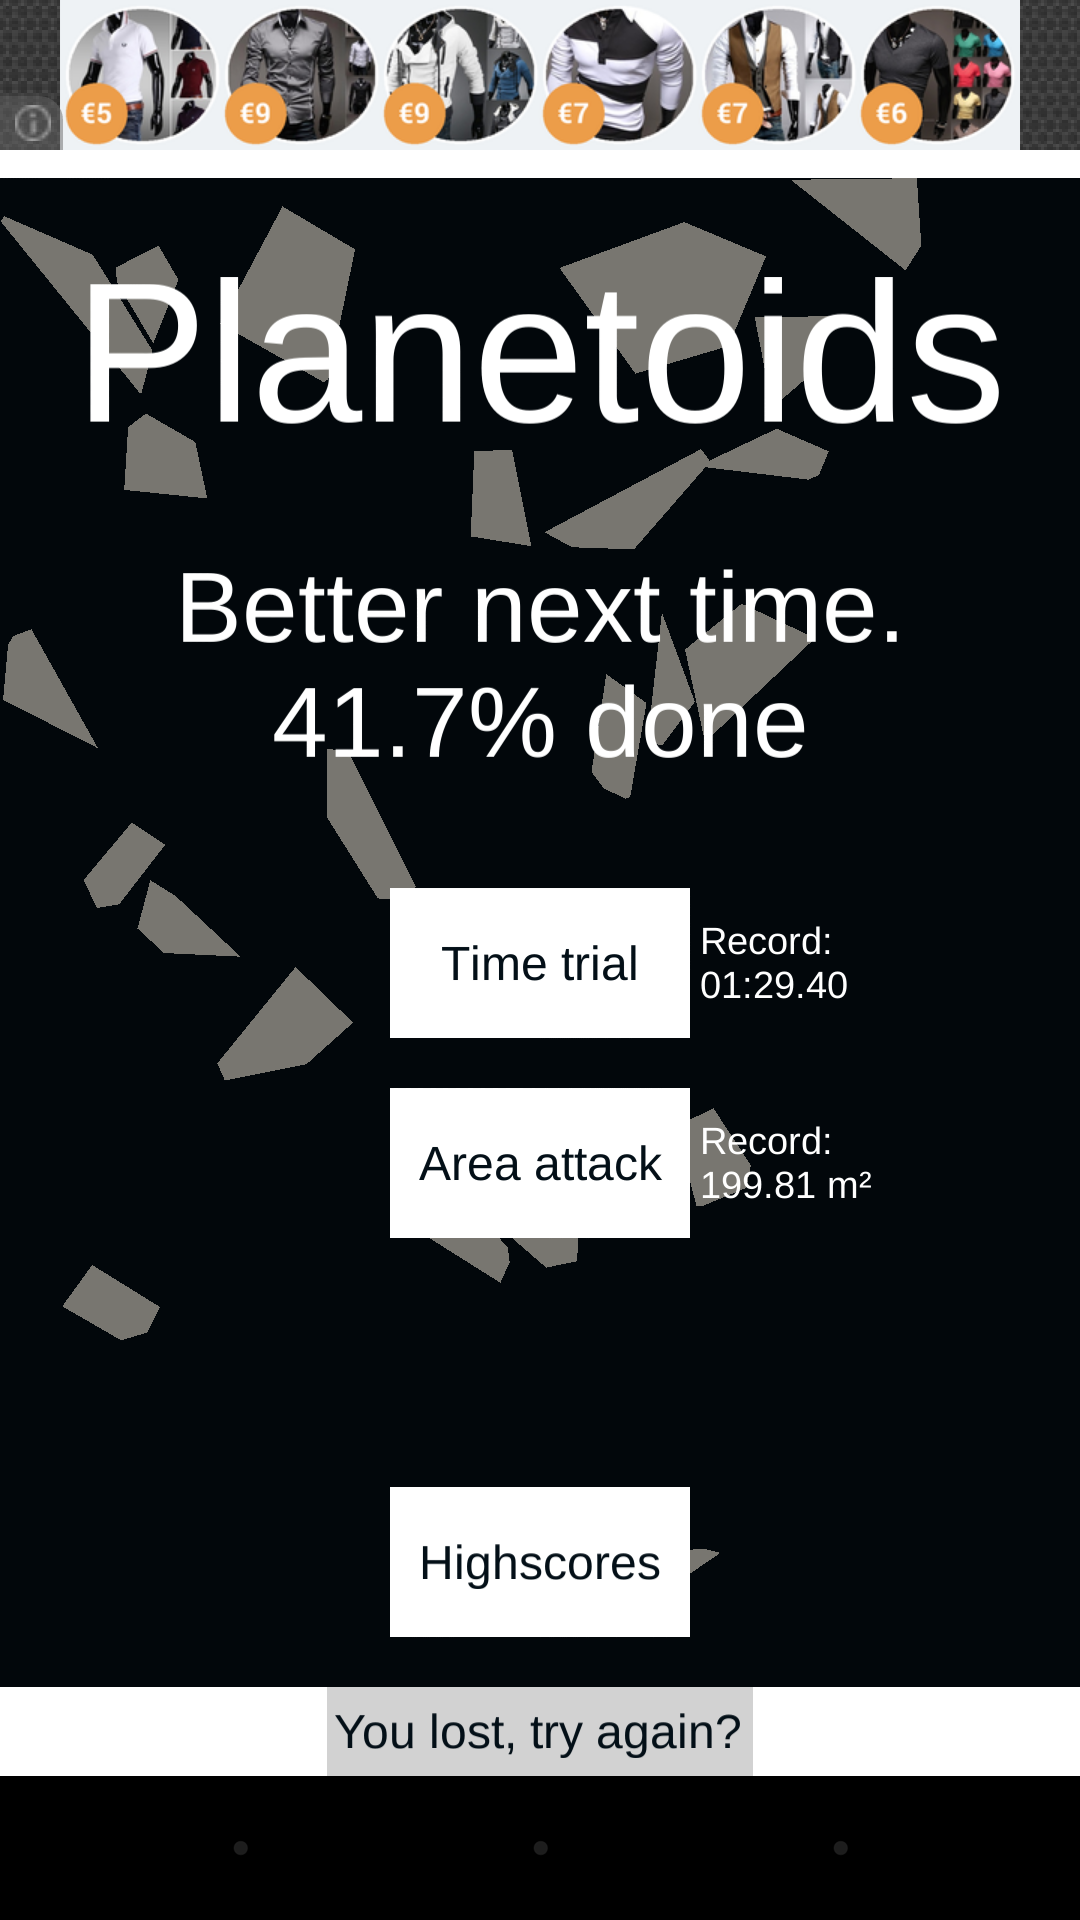 €5 €9 €9 €7 €7 €6
Planetoids
Better next time.
41.7% done
Time trial
Record:
01:29.40
Area attack
Record:
199.81 m²
Highscores
You lost, try again?